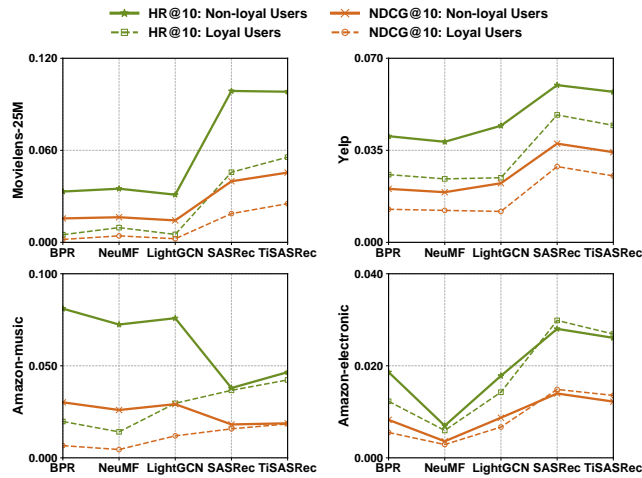 HR@10: Non-loyal Users NDCG@10: Non-loyal Users
HR@10: Loyal Users NDCG@10: Loyal Users
Movielens-25M
0.120
0.060
0.000
BPR NeuMF LightGCN SASRec TiSASRec
Yelp
0.070
0.035
0.000
BPR NeuMF LightGCN SASRec TiSASRec
Amazon-music
0.100
0.050
0.000
BPR NeuMF LightGCN SASRec TiSASRec
Amazon-electronic
0.040
0.020
0.000
BPR NeuMF LightGCN SASRec TiSASRec